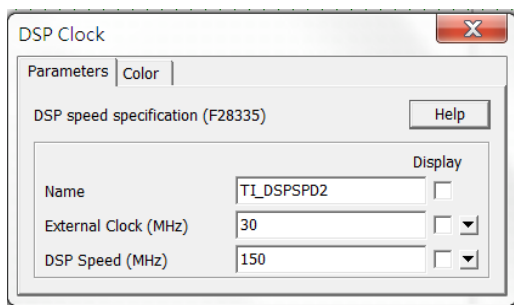 DSP Clock
Parameters Color
DSP speed specification (F28335) Help
Display
Name TI_DSPSPD2
External Clock (MHz) 30
DSP Speed (MHz) 150